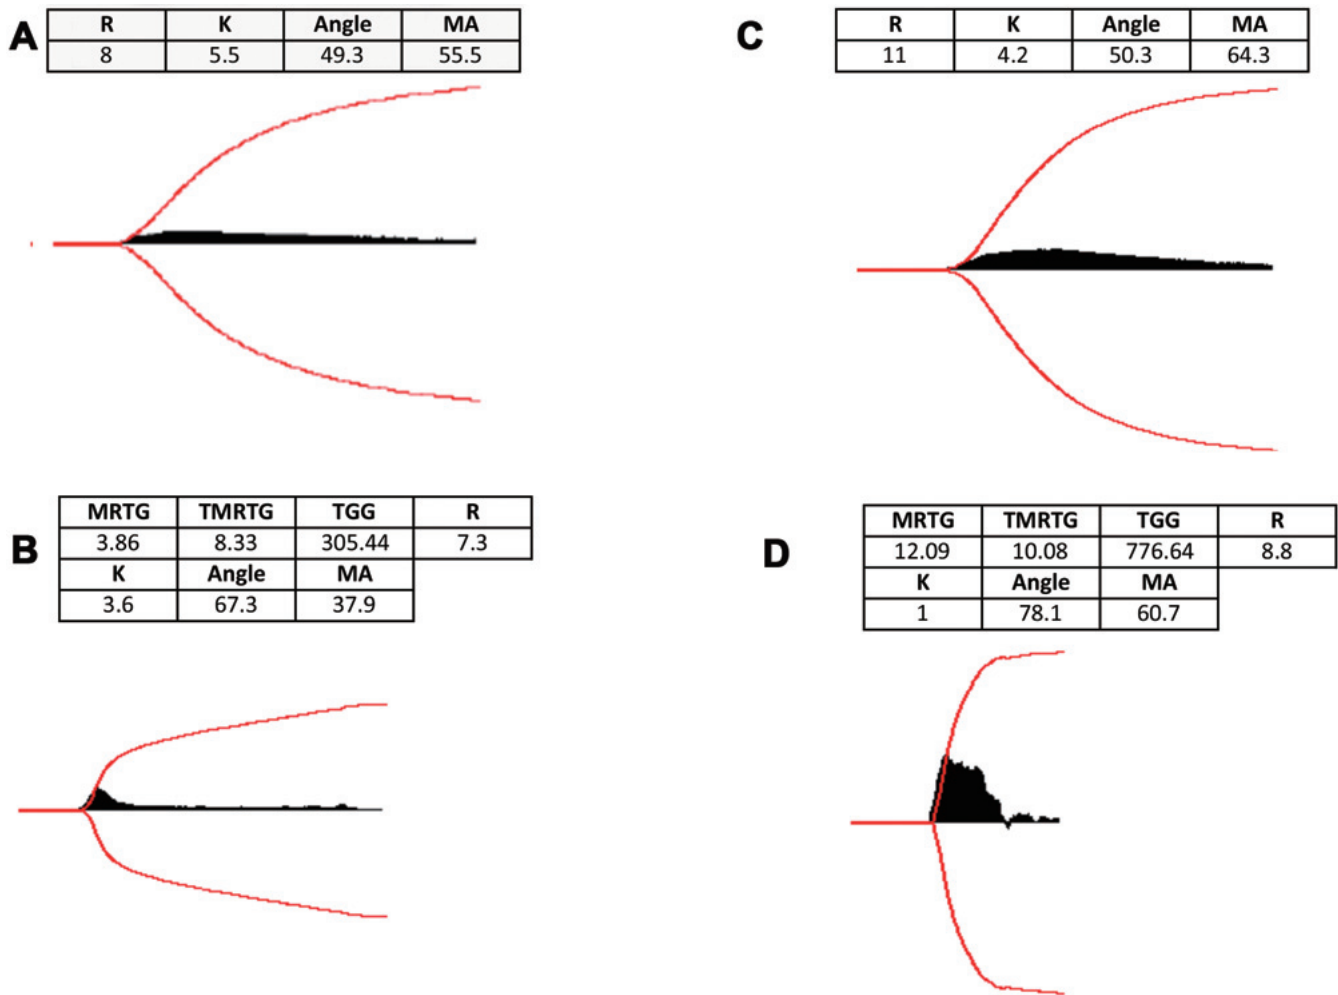 A
R K Angle MA
8 5.5 49.3 55.5
C
R K Angle MA
11 4.2 50.3 64.3
B
MRTG TMRTG TGG R
3.86 8.33 305.44 7.3
K Angle MA
3.6 67.3 37.9
D
MRTG TMRTG TGG R
12.09 10.08 776.64 8.8
K Angle MA
1 78.1 60.7